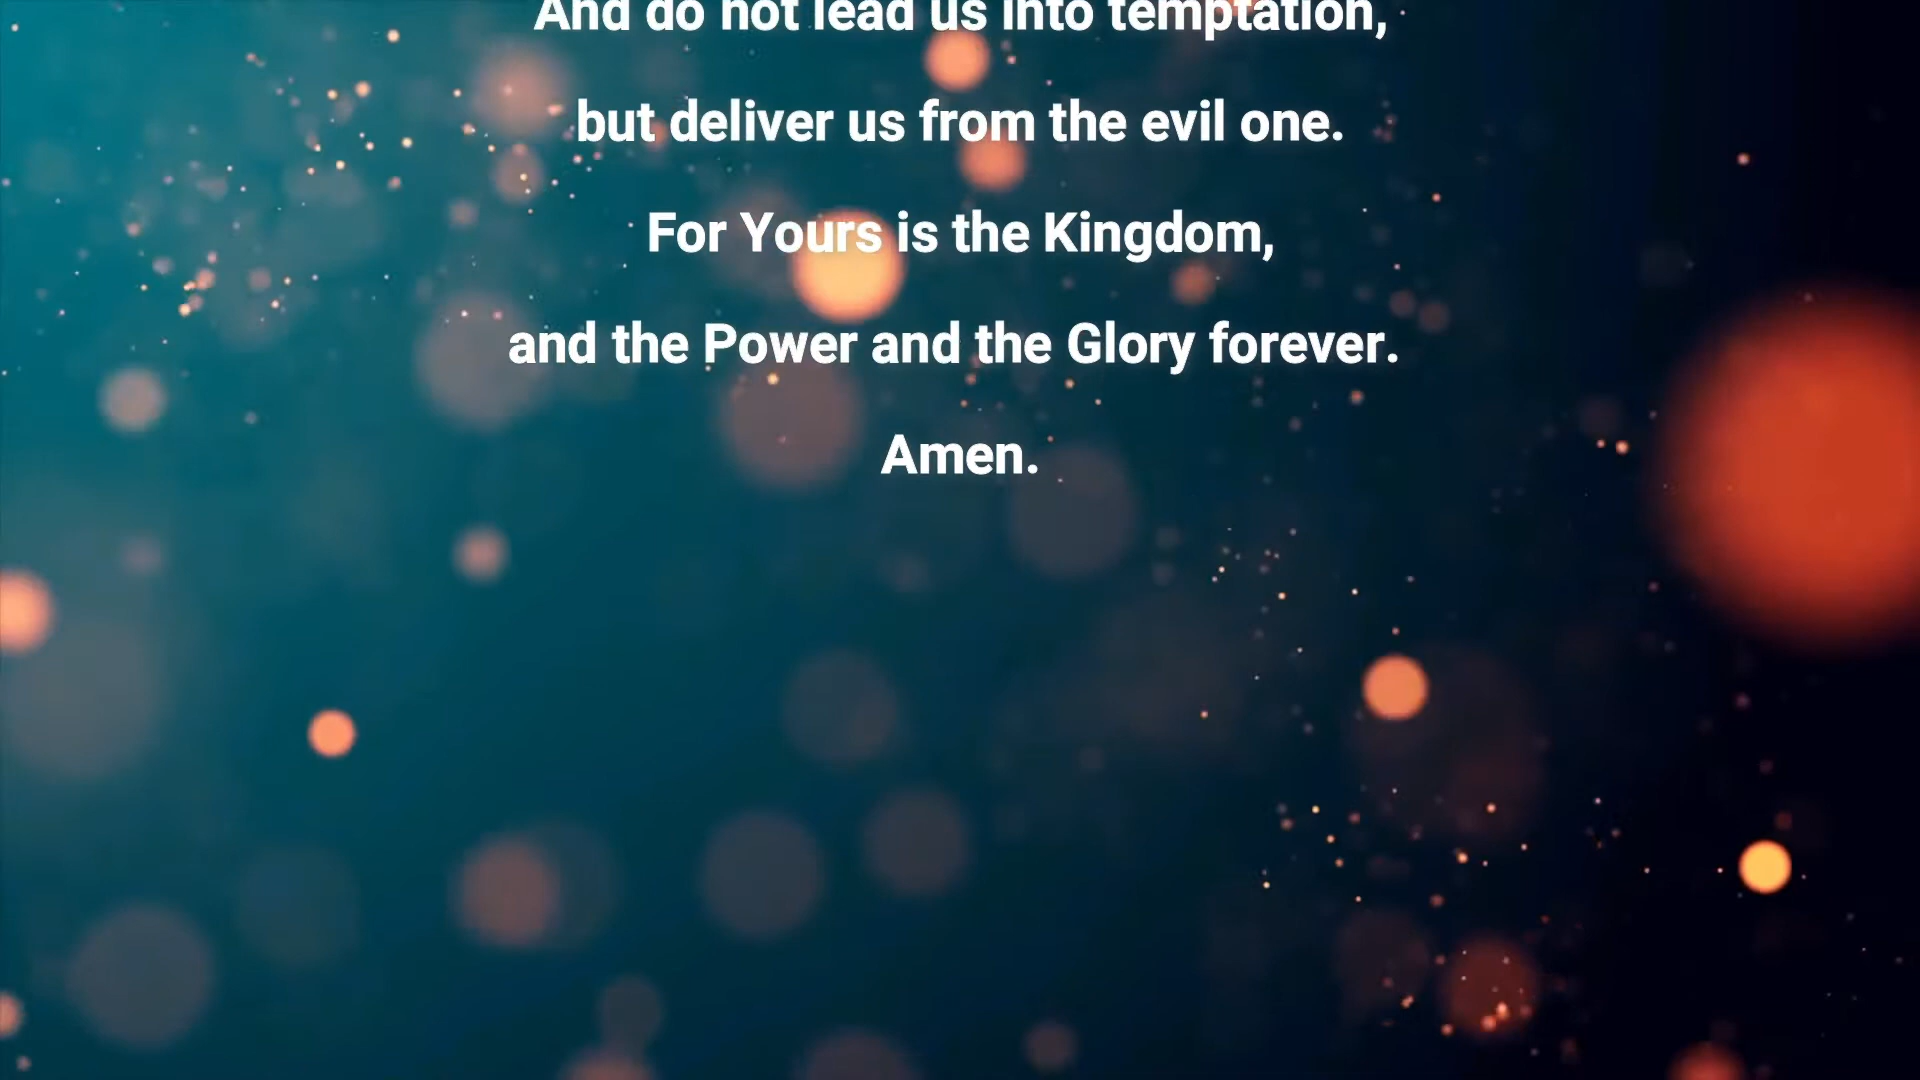 And do not lead us into temptation,
but deliver us from the evil one.
For Yours is the Kingdom,
and the Power and the Glory forever.
Amen.